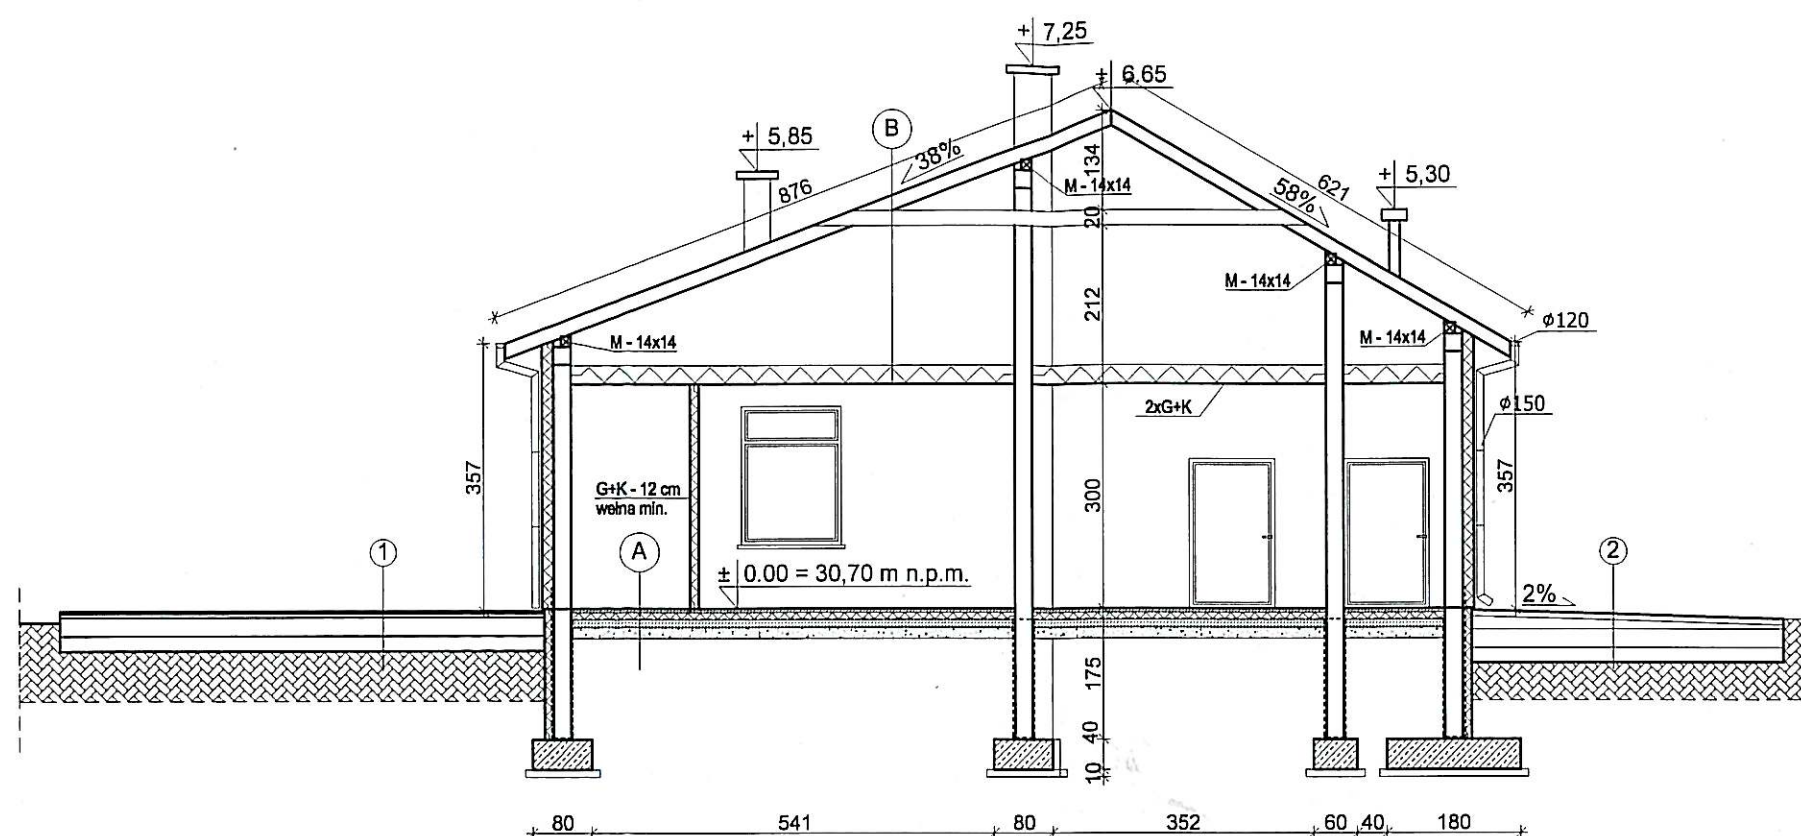 + 7,25
+ 6,65
+ 5,85
B
38%
876
134
M - 14x14
621
58%
+ 5,30
20
M - 14x14
212
M - 14x14
M - 14x14
ϕ120
2xG+K
ϕ150
357
G+K - 12 cm
wełna min.
300
357
1
A
± 0.00 = 30,70 m n.p.m.
2
2%
175
40
10
80 541 80 352 60 40 180